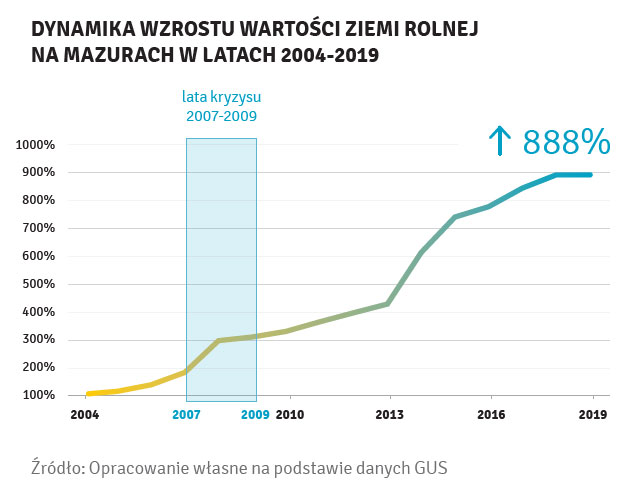 DYNAMIKA WZROSTU WARTOŚCI ZIEMI ROLNEJ
NA MAZURACH W LATACH 2004-2019
lata kryzysu
2007-2009
↑ 888%
1000%
900%
800%
700%
600%
500%
400%
300%
200%
100%
2004 2007 2009 2010 2013 2016 2019
Źródło: Opracowanie własne na podstawie danych GUS